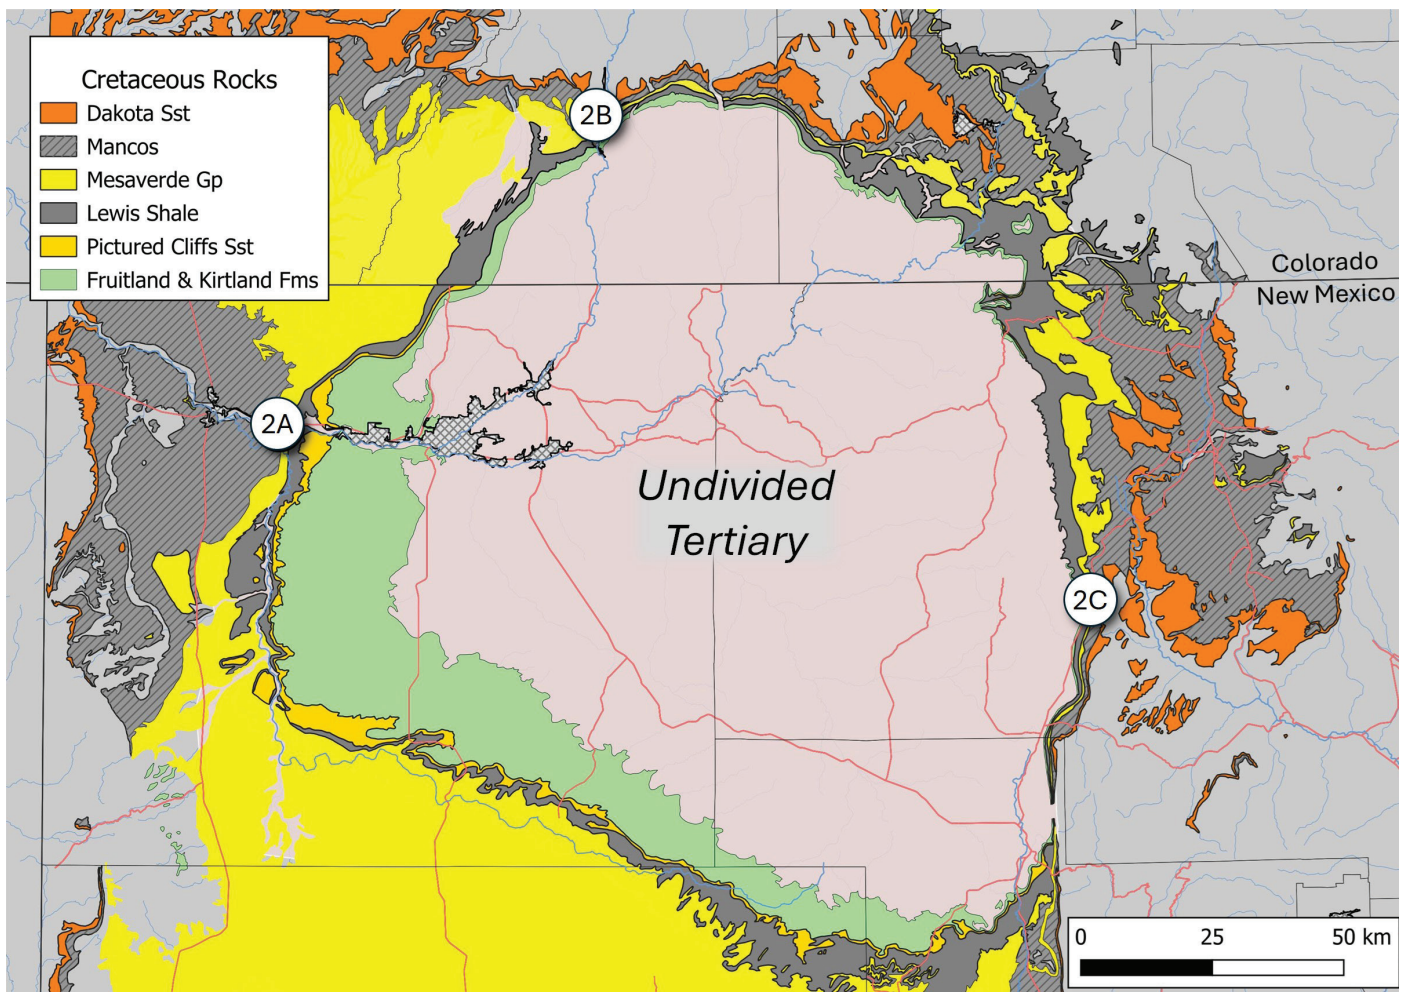 Cretaceous Rocks
Dakota Sst
Mancos
Mesaverde Gp
Lewis Shale
Pictured Cliffs Sst
Fruitland & Kirtland Fms
2B
Colorado
New Mexico
2A
Undivided
Tertiary
2C
0 25 50 km